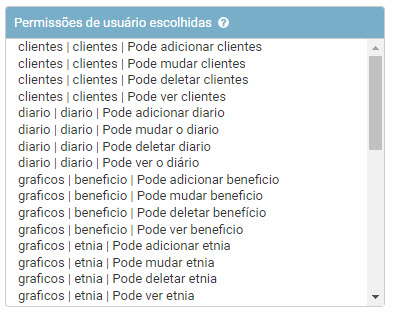 Permissões de usuário escolhidas ?
clientes | clientes | Pode adicionar clientes
clientes | clientes | Pode mudar clientes
clientes | clientes | Pode deletar clientes
clientes | clientes | Pode ver clientes
diario | diario | Pode adicionar diario
diario | diario | Pode mudar o diario
diario | diario | Pode deletar diario
diario | diario | Pode ver o diário
graficos | beneficio | Pode adicionar beneficio
graficos | beneficio | Pode mudar beneficio
graficos | beneficio | Pode deletar benefício
graficos | beneficio | Pode ver beneficio
graficos | etnia | Pode adicionar etnia
graficos | etnia | Pode mudar etnia
graficos | etnia | Pode deletar etnia
graficos | etnia | Pode ver etnia